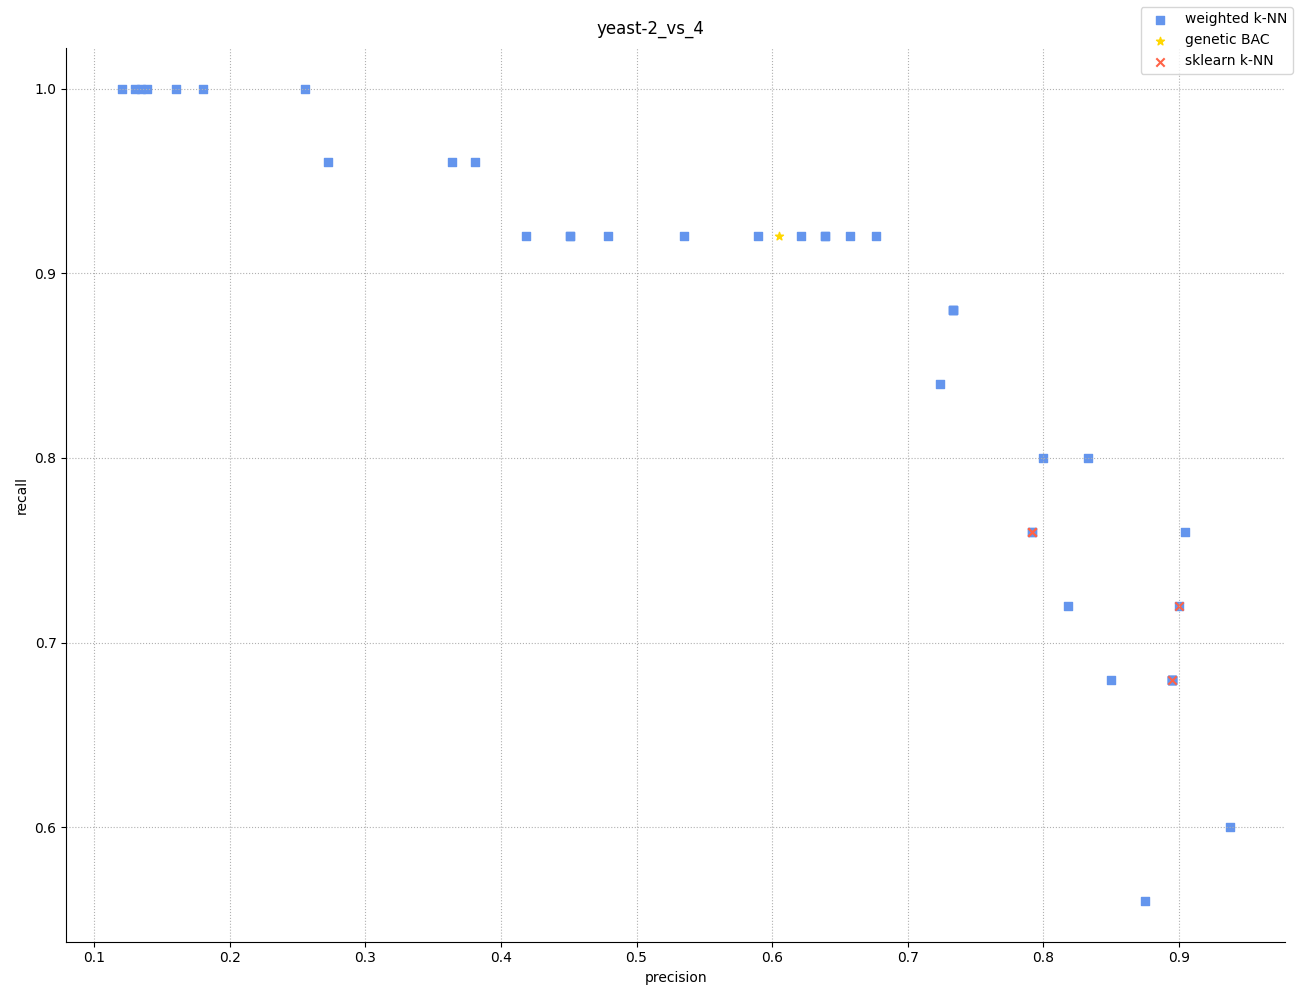 yeast-2_vs_4
weighted k-NN
genetic BAC
sklearn k-NN
1.0
0.9
0.8
0.7
0.6
recall
0.1 0.2 0.3 0.4 0.5 0.6 0.7 0.8 0.9
precision